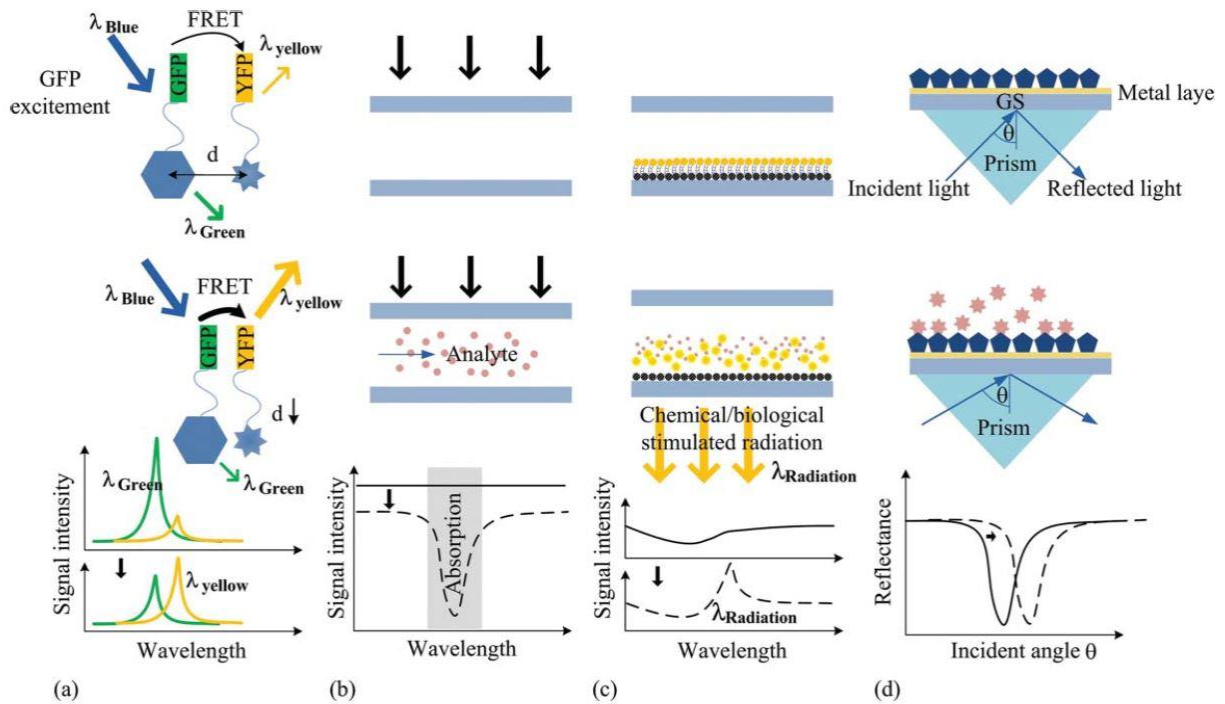 λBlue
FRET
λyellow
GFP
excitement
GFP
YFP
d
λGreen
λBlue
FRET
λyellow
GFP
YFP
d
λGreen
Signal intensity
λGreen
λyellow
Wavelength
(a)
Analyte
Signal intensity
Absorption
Wavelength
(b)
Chemical/biological
stimulated radiation
λRadiation
Signal intensity
λRadiation
Wavelength
(c)
Metal layer
GS
θ
Prism
Incident light
Reflected light
θ
Prism
Reflectance
Incident angle θ
(d)